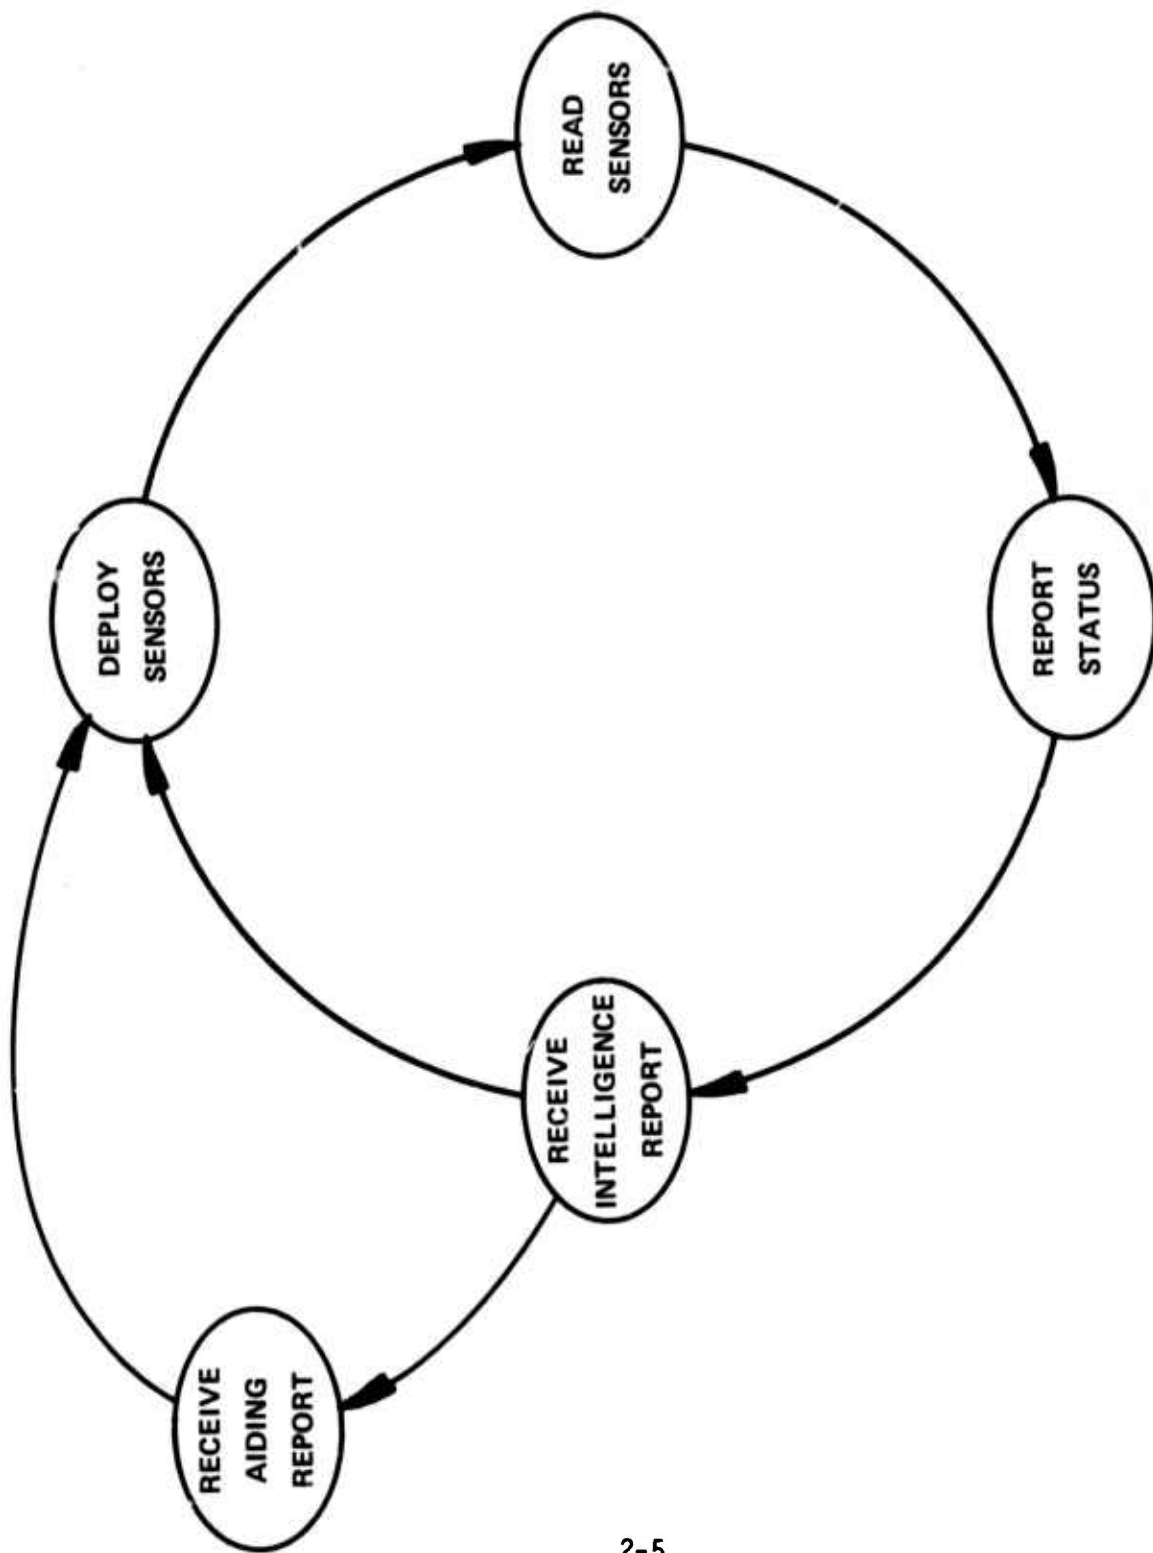 DEPLOY
SENSORS
READ
SENSORS
REPORT
STATUS
RECEIVE
INTELLIGENCE
REPORT
RECEIVE
AIDING
REPORT
2-5